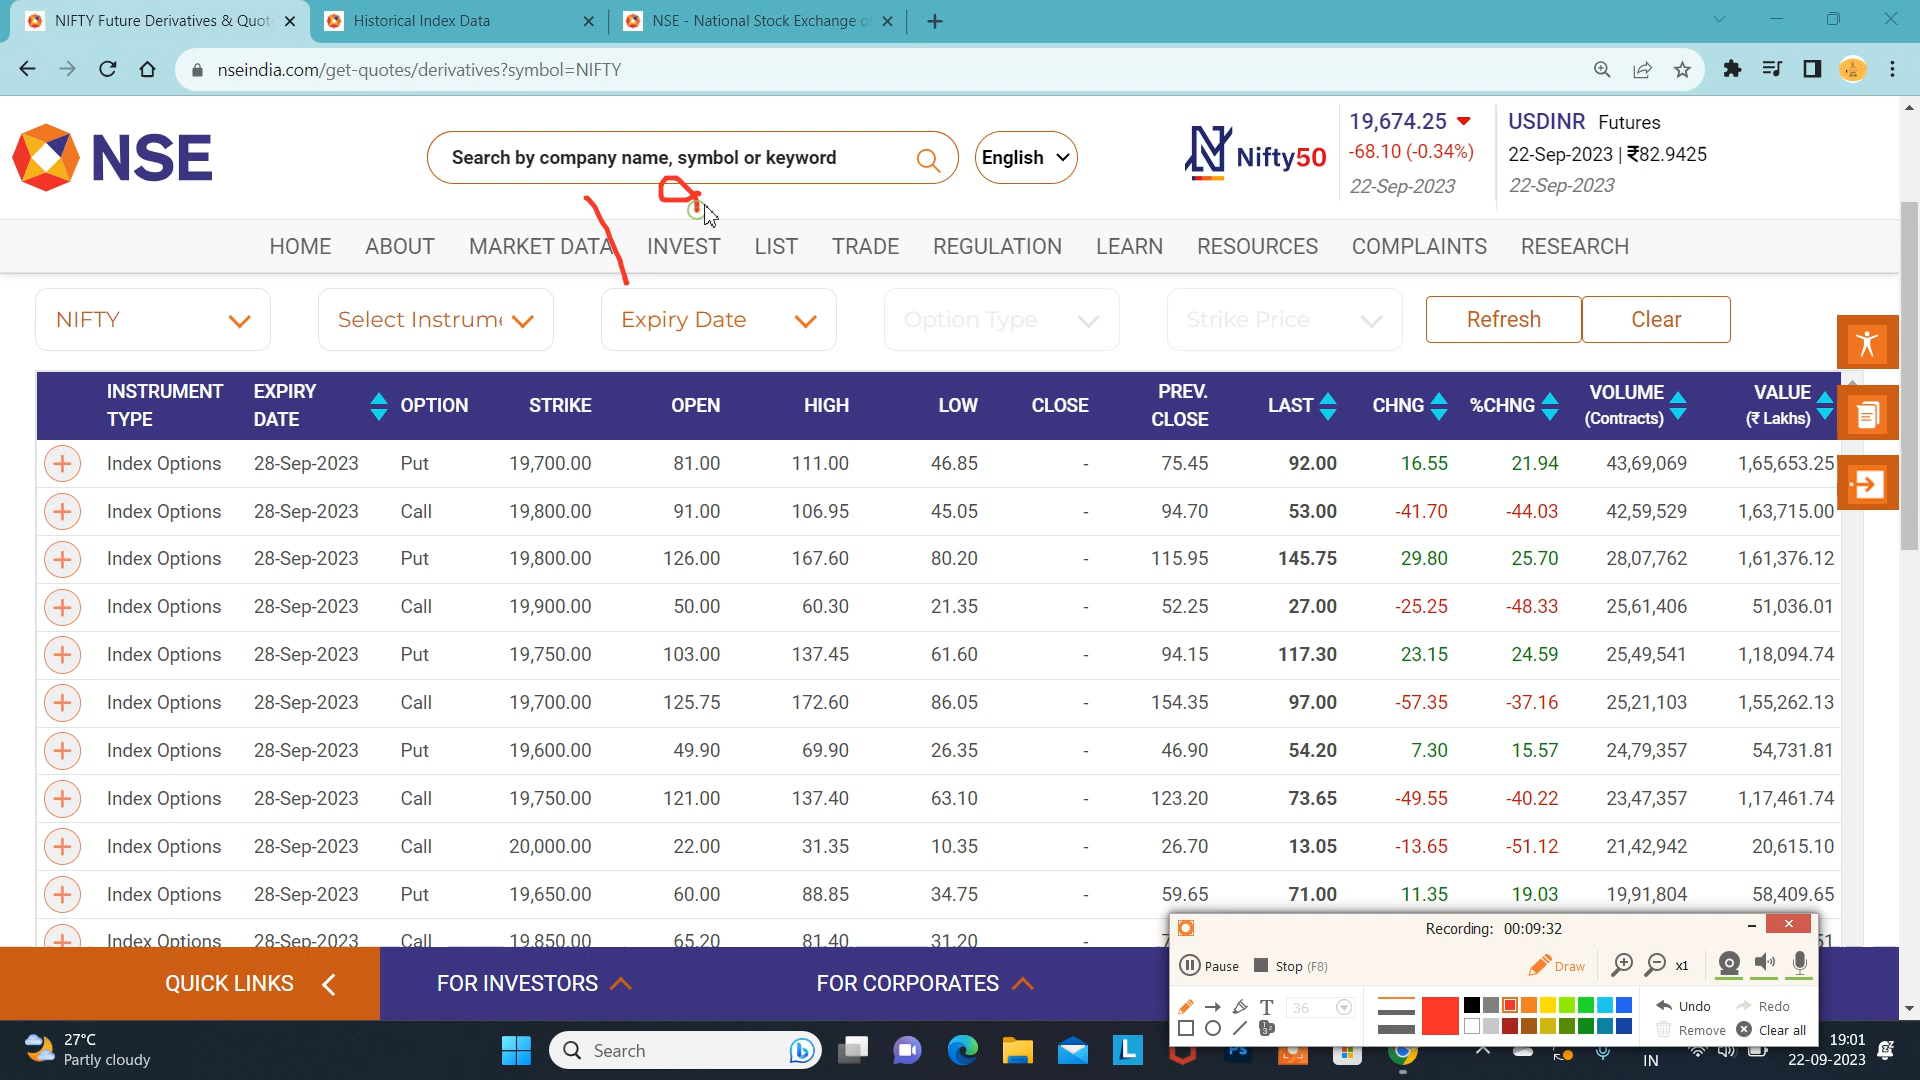 NIFTY Future Derivatives & Quot
Historical Index Data
NSE - National Stock Exchange o
nseindia.com/get-quotes/derivatives?symbol=NIFTY
NSE
Search by company name, symbol or keyword
English
Nifty50
19,674.25
-68.10 (-0.34%)
22-Sep-2023
USDINR Futures
22-Sep-2023 | ₹82.9425
22-Sep-2023
HOME ABOUT MARKET DATA INVEST LIST TRADE REGULATION LEARN RESOURCES COMPLAINTS RESEARCH
NIFTY Select Instrume Expiry Date Option Type Strike Price Refresh Clear
INSTRUMENT TYPE EXPIRY DATE OPTION STRIKE OPEN HIGH LOW CLOSE PREV. CLOSE LAST CHNG %CHNG VOLUME (Contracts) VALUE (₹ Lakhs)
Index Options 28-Sep-2023 Put 19,700.00 81.00 111.00 46.85 - 75.45 92.00 16.55 21.94 43,69,069 1,65,653.25
Index Options 28-Sep-2023 Call 19,800.00 91.00 106.95 45.05 - 94.70 53.00 -41.70 -44.03 42,59,529 1,63,715.00
Index Options 28-Sep-2023 Put 19,800.00 126.00 167.60 80.20 - 115.95 145.75 29.80 25.70 28,07,762 1,61,376.12
Index Options 28-Sep-2023 Call 19,900.00 50.00 60.30 21.35 - 52.25 27.00 -25.25 -48.33 25,61,406 51,036.01
Index Options 28-Sep-2023 Put 19,750.00 103.00 137.45 61.60 - 94.15 117.30 23.15 24.59 25,49,541 1,18,094.74
Index Options 28-Sep-2023 Call 19,700.00 125.75 172.60 86.05 - 154.35 97.00 -57.35 -37.16 25,21,103 1,55,262.13
Index Options 28-Sep-2023 Put 19,600.00 49.90 69.90 26.35 - 46.90 54.20 7.30 15.57 24,79,357 54,731.81
Index Options 28-Sep-2023 Call 19,750.00 121.00 137.40 63.10 - 123.20 73.65 -49.55 -40.22 23,47,357 1,17,461.74
Index Options 28-Sep-2023 Call 20,000.00 22.00 31.35 10.35 - 26.70 13.05 -13.65 -51.12 21,42,942 20,615.10
Index Options 28-Sep-2023 Put 19,650.00 60.00 88.85 34.75 - 59.65 71.00 11.35 19.03 19,91,804 58,409.65
Index Options 28-Sep-2023 Call 19,850.00 65.20 81.40 31.20
QUICK LINKS FOR INVESTORS FOR CORPORATES
Recording: 00:09:32
Pause Stop (F8) Draw x1
T 36 Undo Redo
Remove Clear all
27°C
Partly cloudy
Search
L
Ps
IN
19:01
22-09-2023